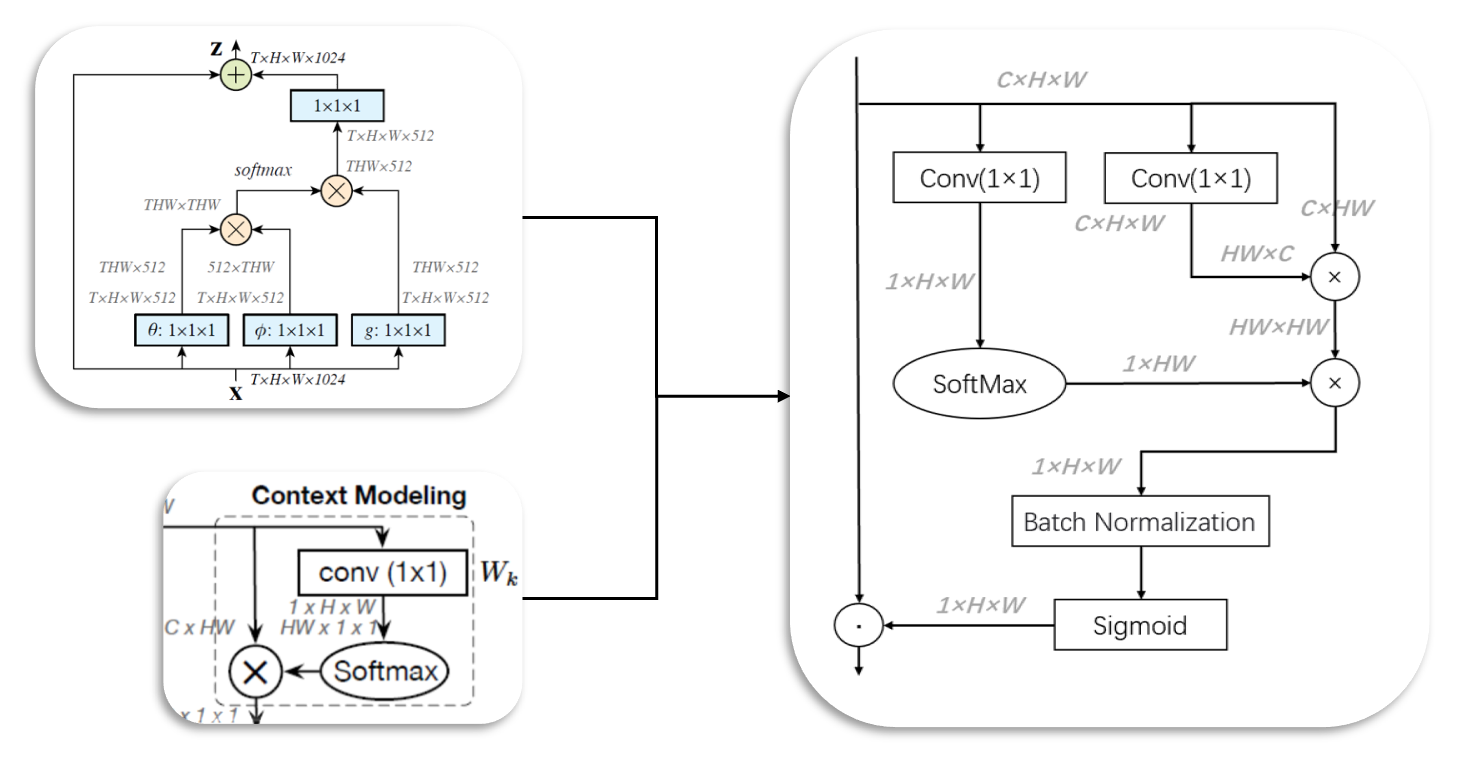 z
T×H×W×1024
+
1×1×1
T×H×W×512
softmax
THW×512
×
THW×THW
×
THW×512
512×THW
THW×512
T×H×W×512
T×H×W×512
T×H×W×512
θ: 1×1×1
ϕ: 1×1×1
g: 1×1×1
T×H×W×1024
x
Context Modeling
conv (1x1)
Wk
1 x H x W
C x HW
HW x 1 x 1
×
Softmax
x 1 x 1
C×H×W
Conv(1×1)
Conv(1×1)
C×H×W
C×HW
HW×C
×
1×H×W
HW×HW
SoftMax
1×HW
×
1×H×W
Batch Normalization
1×H×W
·
Sigmoid